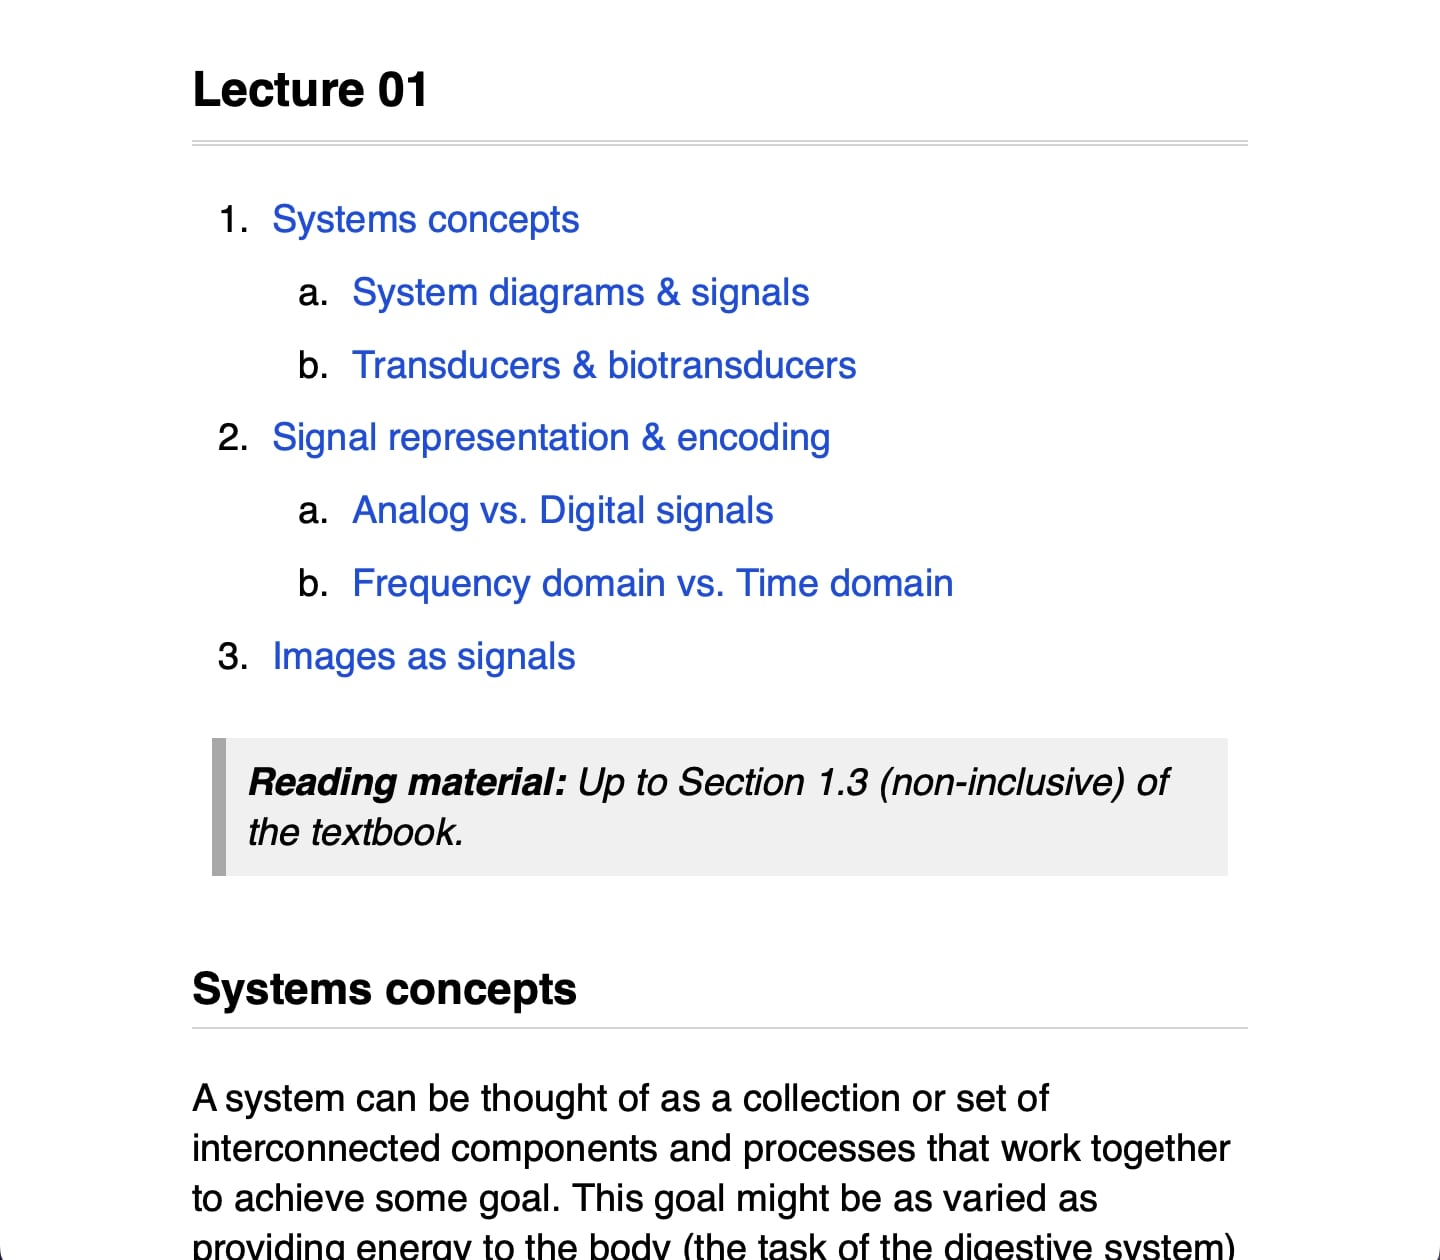 Lecture 01
1. Systems concepts
a. System diagrams & signals
b. Transducers & biotransducers
2. Signal representation & encoding
a. Analog vs. Digital signals
b. Frequency domain vs. Time domain
3. Images as signals
Reading material: Up to Section 1.3 (non-inclusive) of
the textbook.
Systems concepts
A system can be thought of as a collection or set of
interconnected components and processes that work together
to achieve some goal. This goal might be as varied as
providing energy to the body (the task of the digestive system)